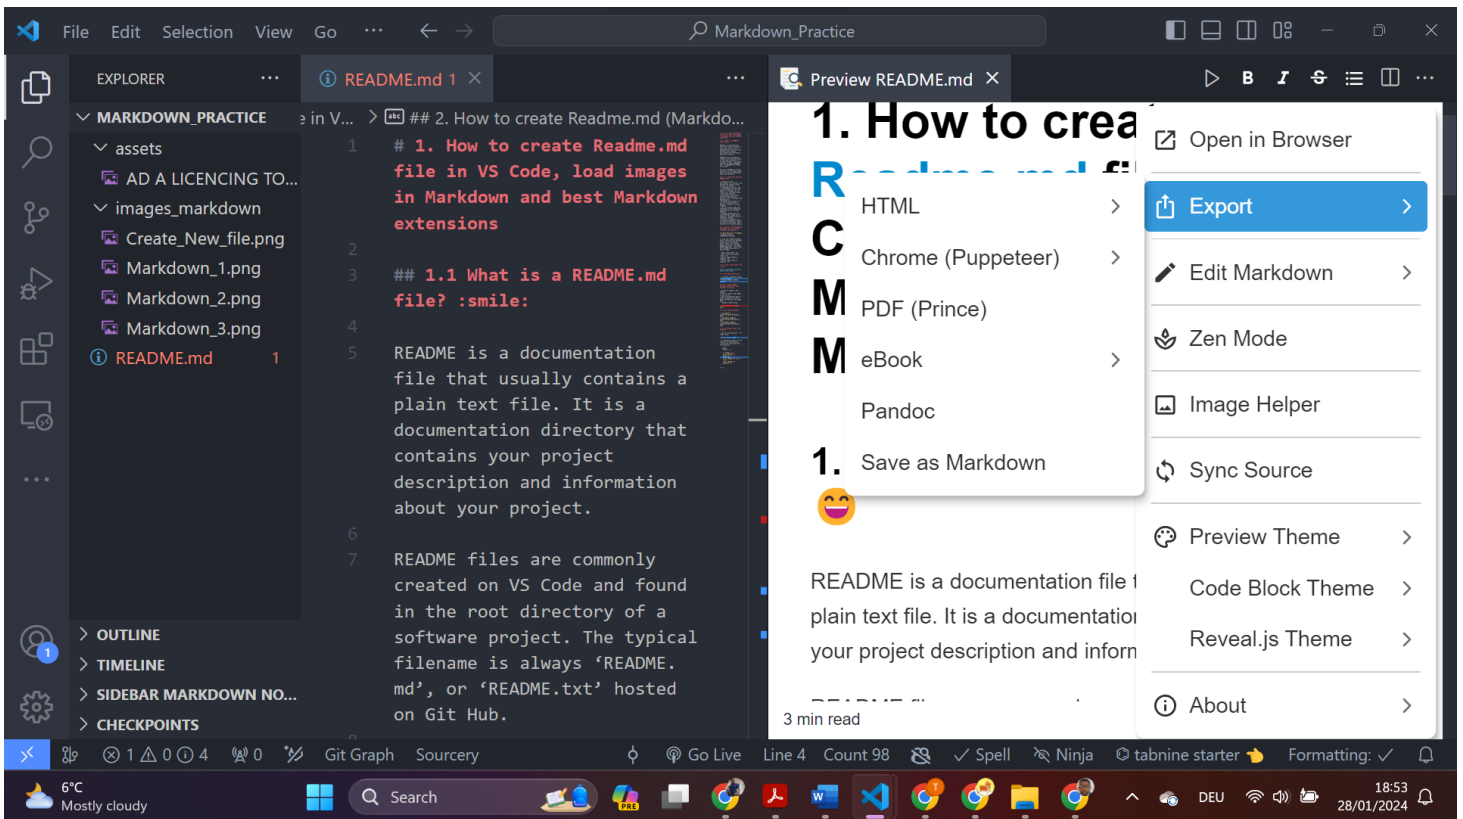 File Edit Selection View Go
Markdown_Practice
EXPLORER
MARKDOWN_PRACTICE
assets
AD A LICENCING TO...
images_markdown
Create_New_file.png
Markdown_1.png
Markdown_2.png
Markdown_3.png
README.md 1
OUTLINE
TIMELINE
SIDEBAR MARKDOWN NO...
CHECKPOINTS
1
README.md 1
e in V... > abc ## 2. How to create Readme.md (Markdo...
1 # 1. How to create Readme.md
file in VS Code, load images
in Markdown and best Markdown
extensions
2
3 ## 1.1 What is a README.md
file? :smile:
4
5 README is a documentation
file that usually contains a
plain text file. It is a
documentation directory that
contains your project
description and information
about your project.
6
7 README files are commonly
created on VS Code and found
in the root directory of a
software project. The typical
filename is always ‘README.
md’, or ‘README.txt’ hosted
on Git Hub.
Preview README.md
B I S
1. How to crea
Readme.md fi
C
M
M
1.
README is a documentation file t
plain text file. It is a documentation
your project description and inform
3 min read
HTML
Chrome (Puppeteer)
PDF (Prince)
eBook
Pandoc
Save as Markdown
Open in Browser
Export
Edit Markdown
Zen Mode
Image Helper
Sync Source
Preview Theme
Code Block Theme
Reveal.js Theme
About
1 0 4 0 Git Graph Sourcery Go Live Line 4 Count 98 Spell Ninja tabnine starter Formatting:
6°C
Mostly cloudy
Search
PRE
DEU
18:53
28/01/2024